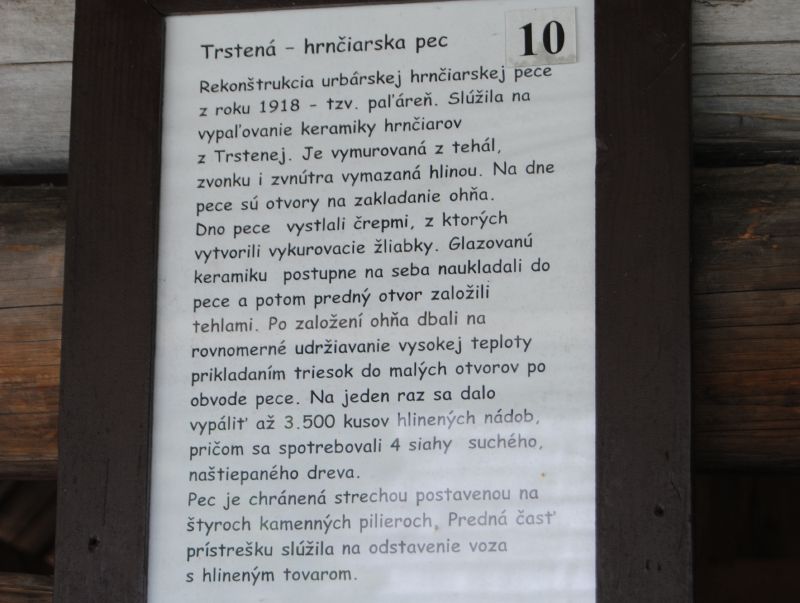 10
Trstená - hrnčiarska pec
Rekonštrukcia urbárskej hrnčiarskej pece
z roku 1918 - tzv. paľáreň. Slúžila na
vypaľovanie keramiky hrnčiarov
z Trstenej. Je vymurovaná z tehál,
zvonku i zvnútra vymazaná hlinou. Na dne
pece sú otvory na zakladanie ohňa.
Dno pece vystlali črepmi, z ktorých
vytvorili vykurovacie žliabky. Glazovanú
keramiku postupne na seba naukladali do
pece a potom predný otvor založili
tehlami. Po založení ohňa dbali na
rovnomerné udržiavanie vysokej teploty
prikladaním triesok do malých otvorov po
obvode pece. Na jeden raz sa dalo
vypáliť až 3.500 kusov hlinených nádob,
pričom sa spotrebovali 4 siahy suchého,
naštiepaného dreva.
Pec je chránená strechou postavenou na
štyroch kamenných pilieroch. Predná časť
prístrešku slúžila na odstavenie voza
s hlineným tovarom.